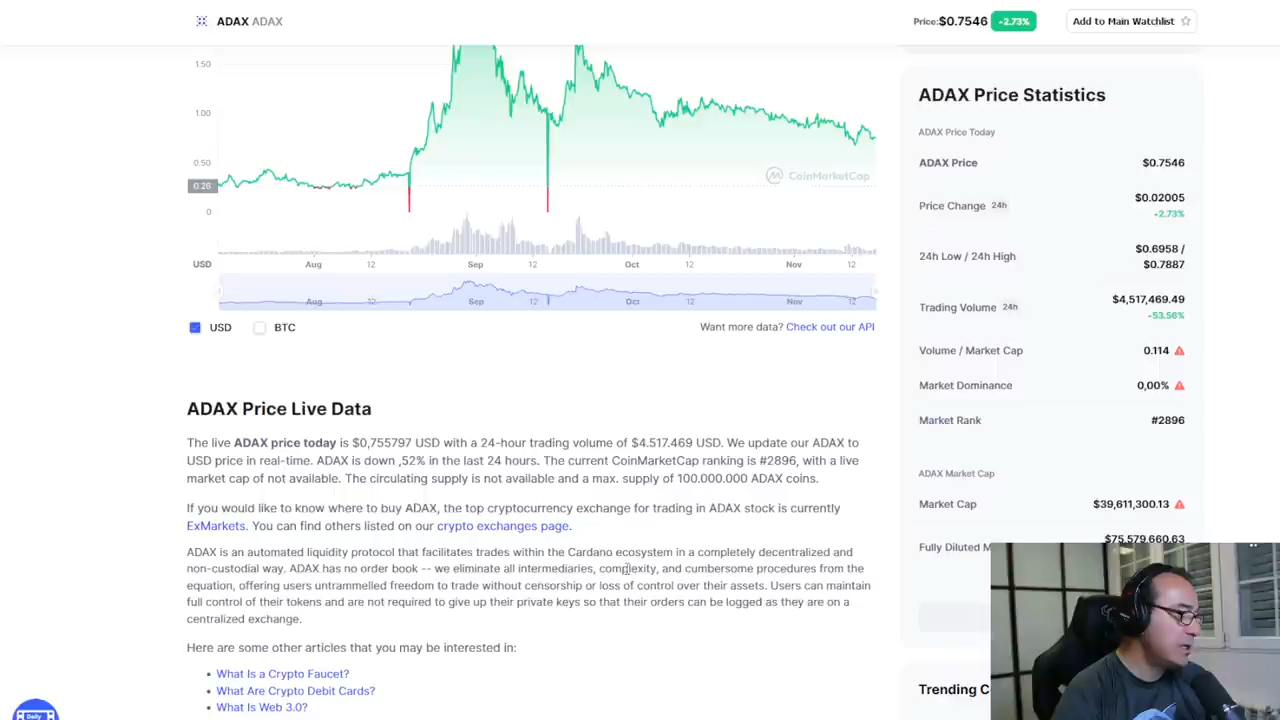 ADAX ADAX
Price:$0.7546 -2.73% Add to Main Watchlist
1.50
1.00
0.50
0.26
0
CoinMarketCap
USD Aug 12 Sep 12 Oct 12 Nov 12
Aug Sep 12 Oct 12 Nov 12
USD BTC
Want more data? Check out our API
ADAX Price Live Data
The live ADAX price today is $0,755797 USD with a 24-hour trading volume of $4.517.469 USD. We update our ADAX to
USD price in real-time. ADAX is down ,52% in the last 24 hours. The current CoinMarketCap ranking is #2896, with a live
market cap of not available. The circulating supply is not available and a max. supply of 100.000.000 ADAX coins.
If you would like to know where to buy ADAX, the top cryptocurrency exchange for trading in ADAX stock is currently
ExMarkets. You can find others listed on our crypto exchanges page.
ADAX is an automated liquidity protocol that facilitates trades within the Cardano ecosystem in a completely decentralized and
non-custodial way. ADAX has no order book -- we eliminate all intermediaries, complexity, and cumbersome procedures from the
equation, offering users untrammelled freedom to trade without censorship or loss of control over their assets. Users can maintain
full control of their tokens and are not required to give up their private keys so that their orders can be logged as they are on a
centralized exchange.
Here are some other articles that you may be interested in:
• What Is a Crypto Faucet?
• What Are Crypto Debit Cards?
• What Is Web 3.0?
Daily
ADAX Price Statistics
ADAX Price Today
ADAX Price $0.7546
Price Change 24h $0.02005
-2.73%
24h Low / 24h High $0.6958 /
$0.7887
Trading Volume 24h $4,517,469.49
-53.56%
Volume / Market Cap 0.114
Market Dominance 0,00%
Market Rank #2896
ADAX Market Cap
Market Cap $39,611,300.13
Fully Diluted M $75,579,660.63
Trending C